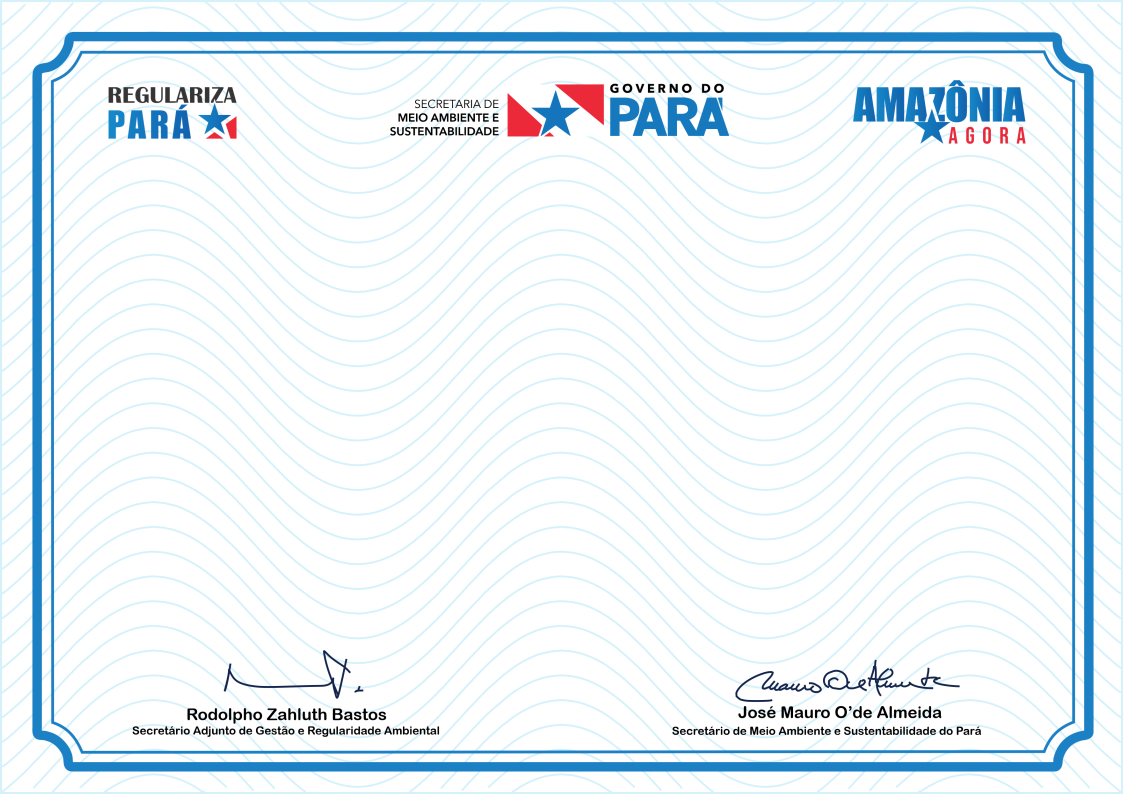 REGULARIZA
PARÁ
SECRETARIA DE
MEIO AMBIENTE E
SUSTENTABILIDADE
GOVERNO DO
PARÁ
AMAZÔNIA
AGORA
Rodolpho Zahluth Bastos
Secretário Adjunto de Gestão e Regularidade Ambiental
José Mauro O’de Almeida
Secretário de Meio Ambiente e Sustentabilidade do Pará